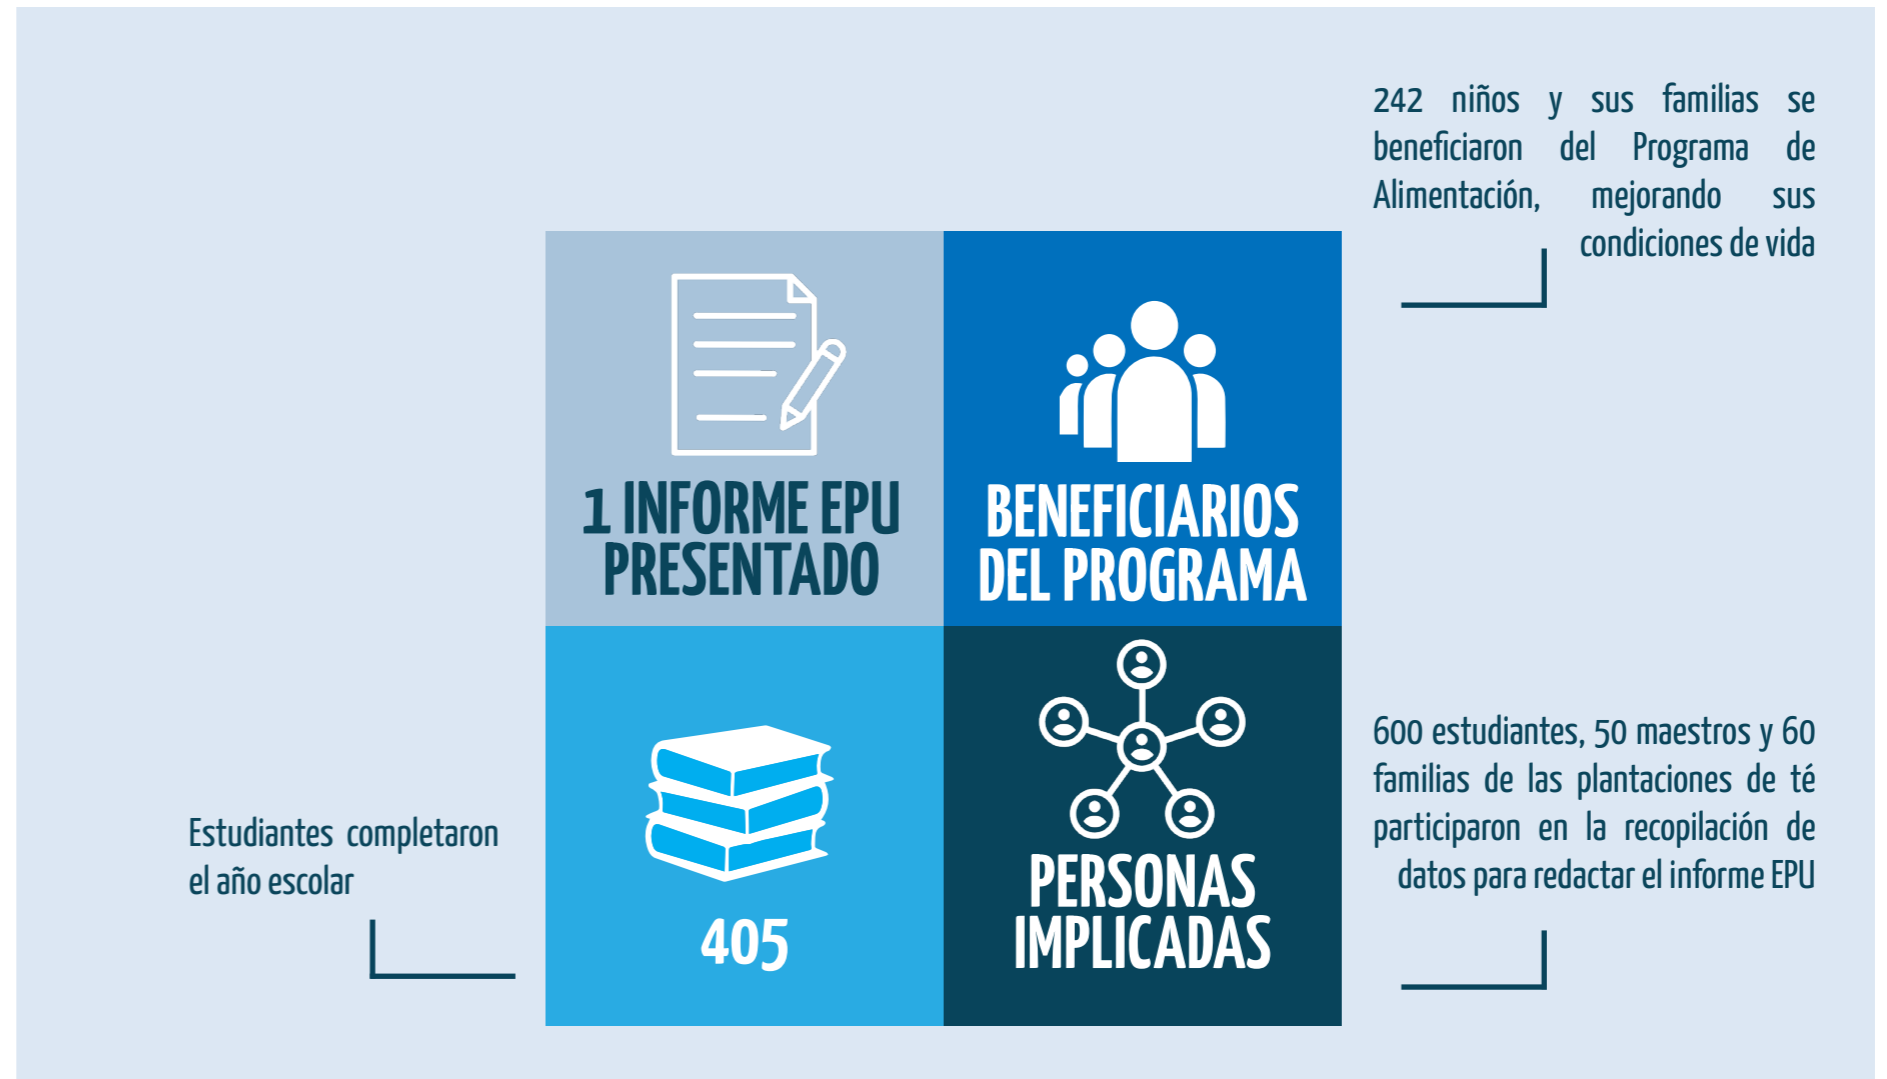 242 niños y sus familias se
beneficiaron del Programa de
Alimentación, mejorando sus
condiciones de vida
1 INFORME EPU
PRESENTADO
BENEFICIARIOS
DEL PROGRAMA
Estudiantes completaron
el año escolar
405
PERSONAS
IMPLICADAS
600 estudiantes, 50 maestros y 60
familias de las plantaciones de té
participaron en la recopilación de
datos para redactar el informe EPU